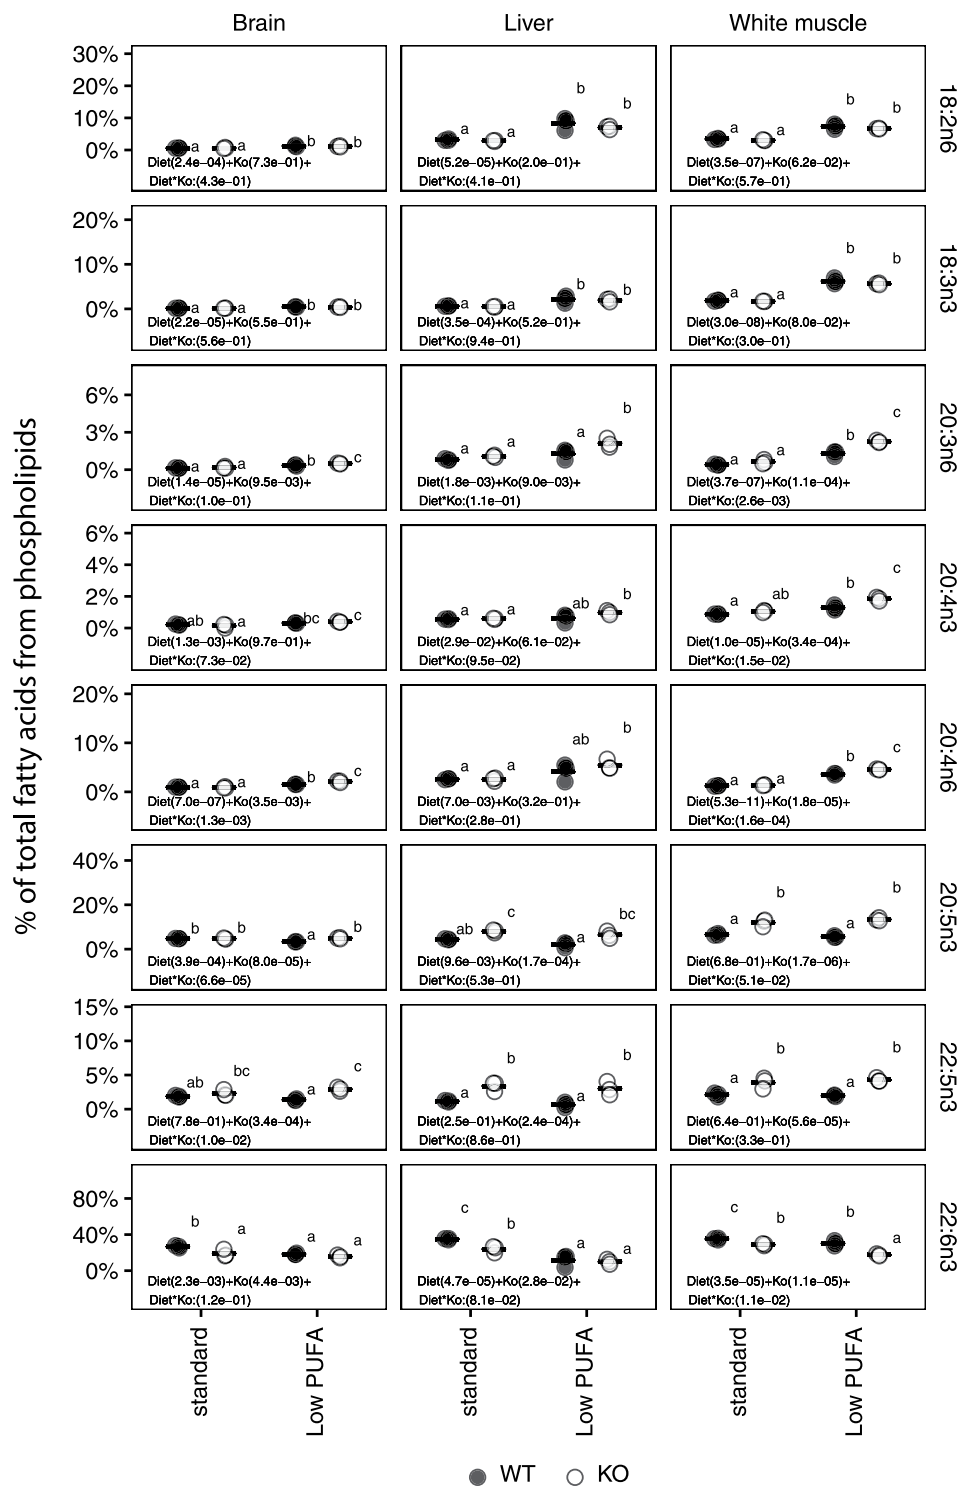 Brain Liver White muscle
30%
20%
10%
0%
a a b b
a a b b
a a b b
Diet(2.4e−04)+Ko(7.3e−01)+
Diet*Ko:(4.3e−01)
Diet(5.2e−05)+Ko(2.0e−01)+
Diet*Ko:(4.1e−01)
Diet(3.5e−07)+Ko(6.2e−02)+
Diet*Ko:(5.7e−01)
18:2n6
20%
10%
0%
a a b b
a a b b
a a b b
Diet(2.2e−05)+Ko(5.5e−01)+
Diet*Ko:(5.6e−01)
Diet(3.5e−04)+Ko(5.2e−01)+
Diet*Ko:(9.4e−01)
Diet(3.0e−08)+Ko(8.0e−02)+
Diet*Ko:(3.0e−01)
18:3n3
6%
3%
0%
a a b c
a a a b
a a b c
Diet(1.4e−05)+Ko(9.5e−03)+
Diet*Ko:(1.0e−01)
Diet(1.8e−03)+Ko(9.0e−03)+
Diet*Ko:(1.1e−01)
Diet(3.7e−07)+Ko(1.1e−04)+
Diet*Ko:(2.6e−03)
20:3n6
6%
4%
2%
0%
ab a bc c
a a ab b
a ab b c
Diet(1.3e−03)+Ko(9.7e−01)+
Diet*Ko:(7.3e−02)
Diet(2.9e−02)+Ko(6.1e−02)+
Diet*Ko:(9.5e−02)
Diet(1.0e−05)+Ko(3.4e−04)+
Diet*Ko:(1.5e−02)
20:4n3
20%
10%
0%
a a b c
a a ab b
a a b c
Diet(7.0e−07)+Ko(3.5e−03)+
Diet*Ko:(1.3e−03)
Diet(7.0e−03)+Ko(3.2e−01)+
Diet*Ko:(2.8e−01)
Diet(5.3e−11)+Ko(1.8e−05)+
Diet*Ko:(1.6e−04)
20:4n6
40%
20%
0%
b b a b
ab c a bc
a b a b
Diet(3.9e−04)+Ko(8.0e−05)+
Diet*Ko:(6.6e−05)
Diet(9.6e−03)+Ko(1.7e−04)+
Diet*Ko:(5.3e−01)
Diet(6.8e−01)+Ko(1.7e−06)+
Diet*Ko:(5.1e−02)
20:5n3
15%
10%
5%
0%
ab bc a c
a b a b
a b a b
Diet(7.8e−01)+Ko(3.4e−04)+
Diet*Ko:(1.0e−02)
Diet(2.5e−01)+Ko(2.4e−04)+
Diet*Ko:(8.6e−01)
Diet(6.4e−01)+Ko(5.6e−05)+
Diet*Ko:(3.3e−01)
22:5n3
80%
40%
0%
b a a a
c b a a
c b b a
Diet(2.3e−03)+Ko(4.4e−03)+
Diet*Ko:(1.2e−01)
Diet(4.7e−05)+Ko(2.8e−02)+
Diet*Ko:(8.1e−02)
Diet(3.5e−05)+Ko(1.1e−05)+
Diet*Ko:(1.1e−02)
22:6n3
% of total fatty acids from phospholipids
standard
Low PUFA
standard
Low PUFA
standard
Low PUFA
WT KO